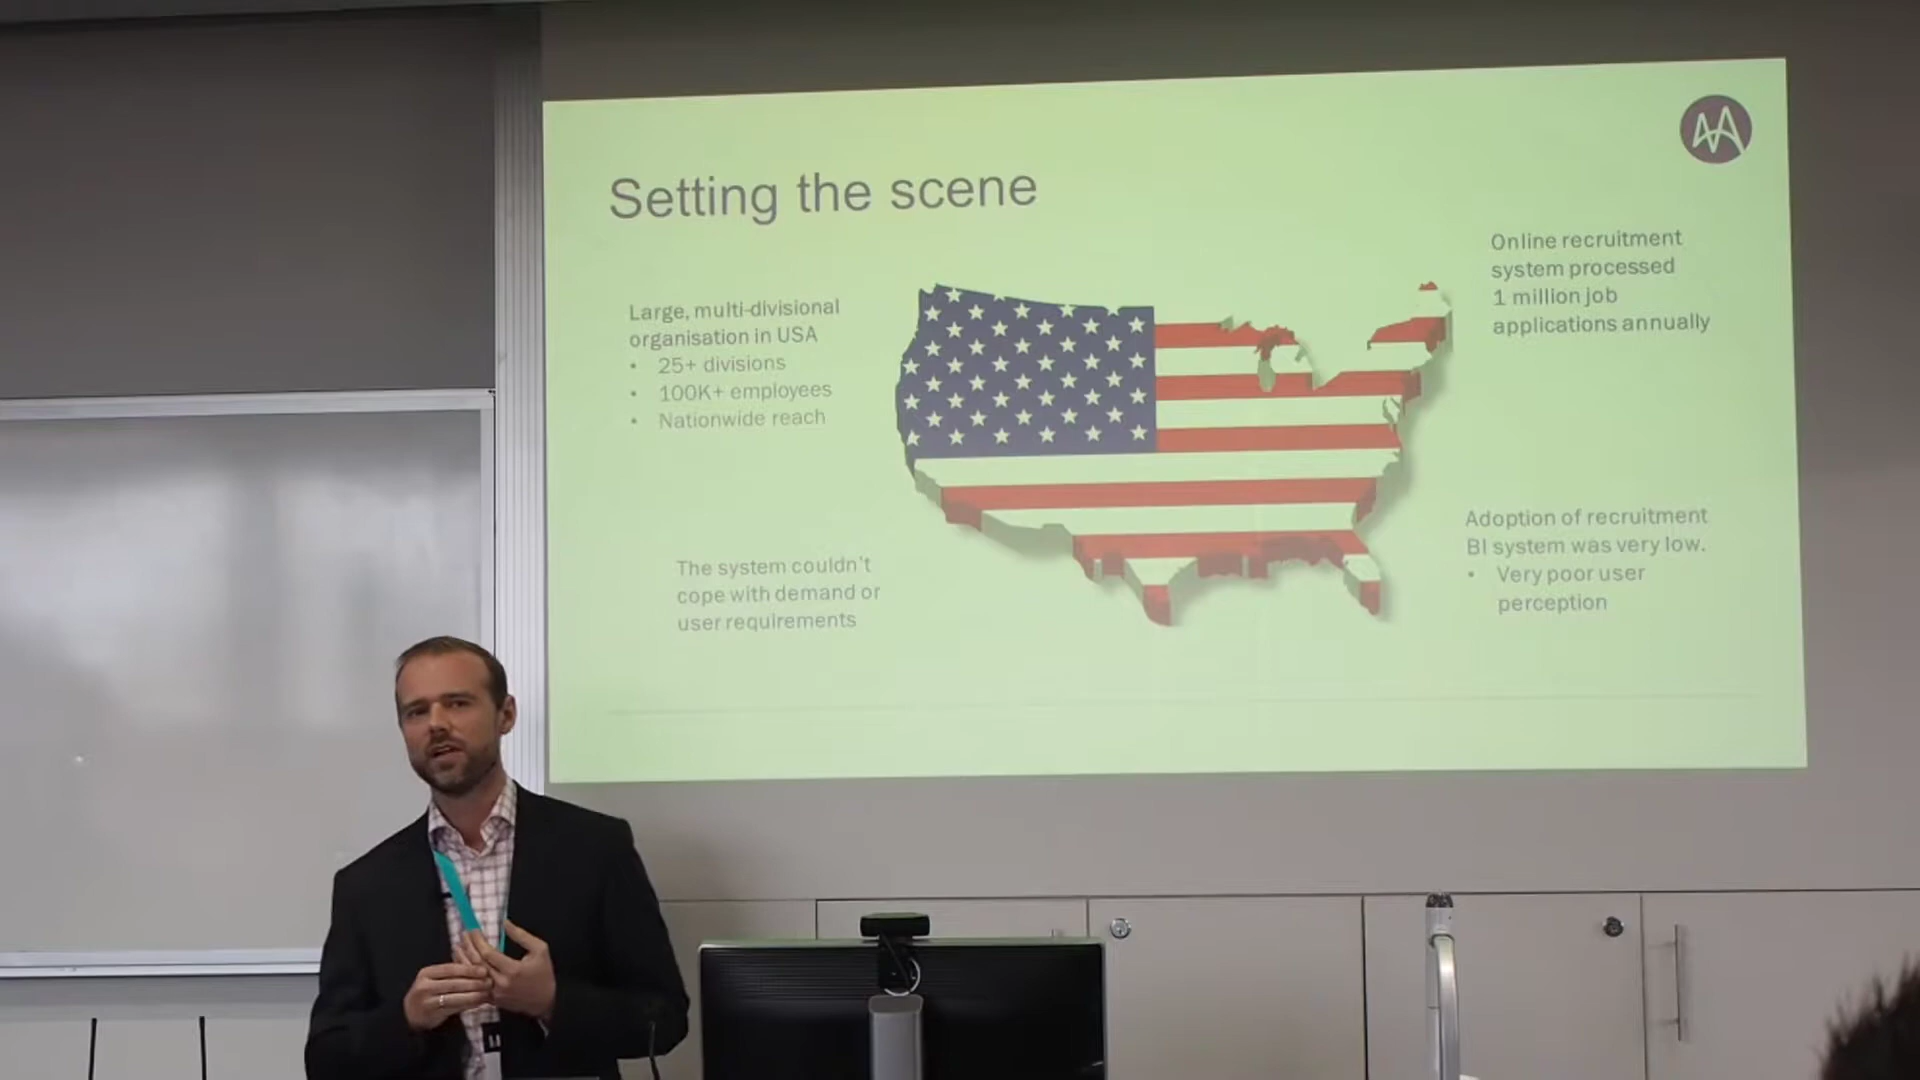 Setting the scene
Large, multi-divisional
organisation in USA
• 25+ divisions
• 100K+ employees
• Nationwide reach
Online recruitment
system processed
1 million job
applications annually
The system couldn't
cope with demand or
user requirements
Adoption of recruitment
BI system was very low.
• Very poor user
perception